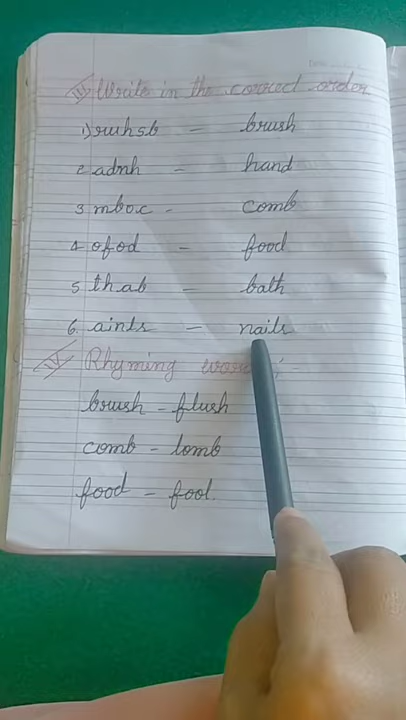 III) Write in the correct order
1) ruhsb - brush
2 adnh - hand
3 mboc - comb
4 ofod - food
5 thab - bath
6. ainls - nails
IV) Rhyming
brush - flush
comb - lomb
food - fool.